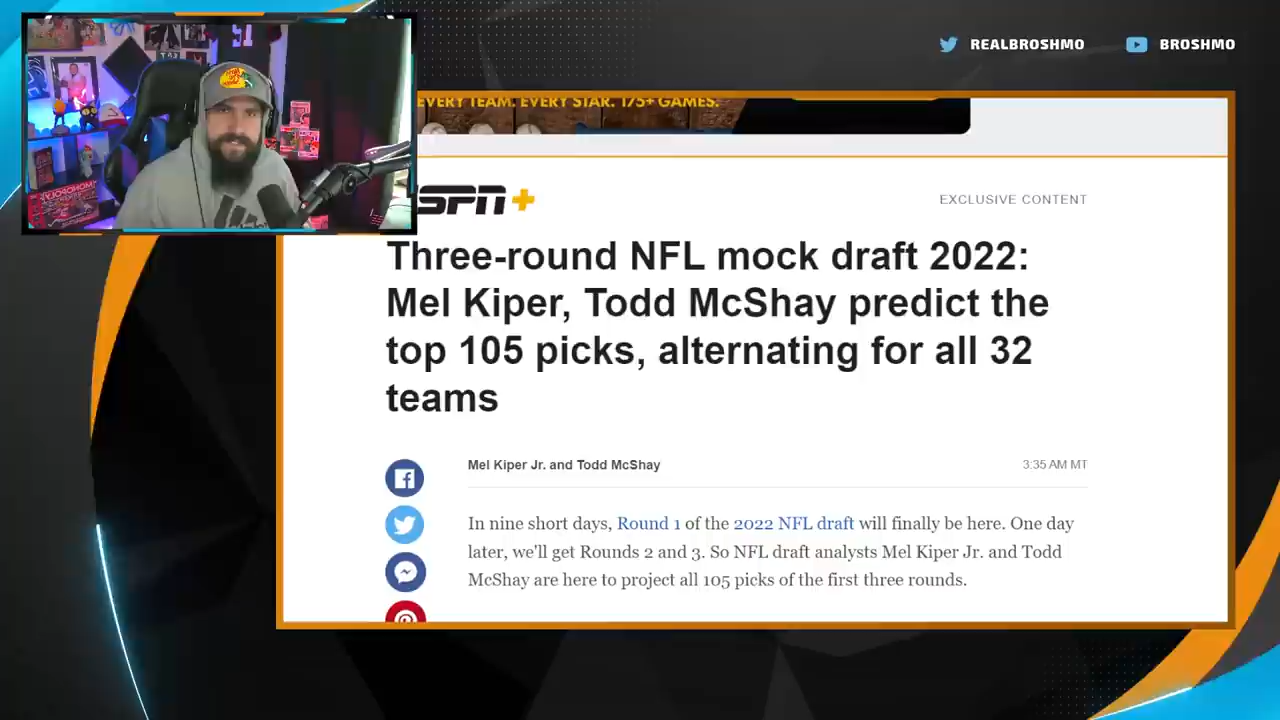 REALBROSHMO
BROSHMO
EVERY TEAM. EVERY STAR. 175+ GAMES.
SPN+
EXCLUSIVE CONTENT
Three-round NFL mock draft 2022:
Mel Kiper, Todd McShay predict the
top 105 picks, alternating for all 32
teams
Mel Kiper Jr. and Todd McShay
3:35 AM MT
In nine short days, Round 1 of the 2022 NFL draft will finally be here. One day
later, we'll get Rounds 2 and 3. So NFL draft analysts Mel Kiper Jr. and Todd
McShay are here to project all 105 picks of the first three rounds.
51
MONOPOLY